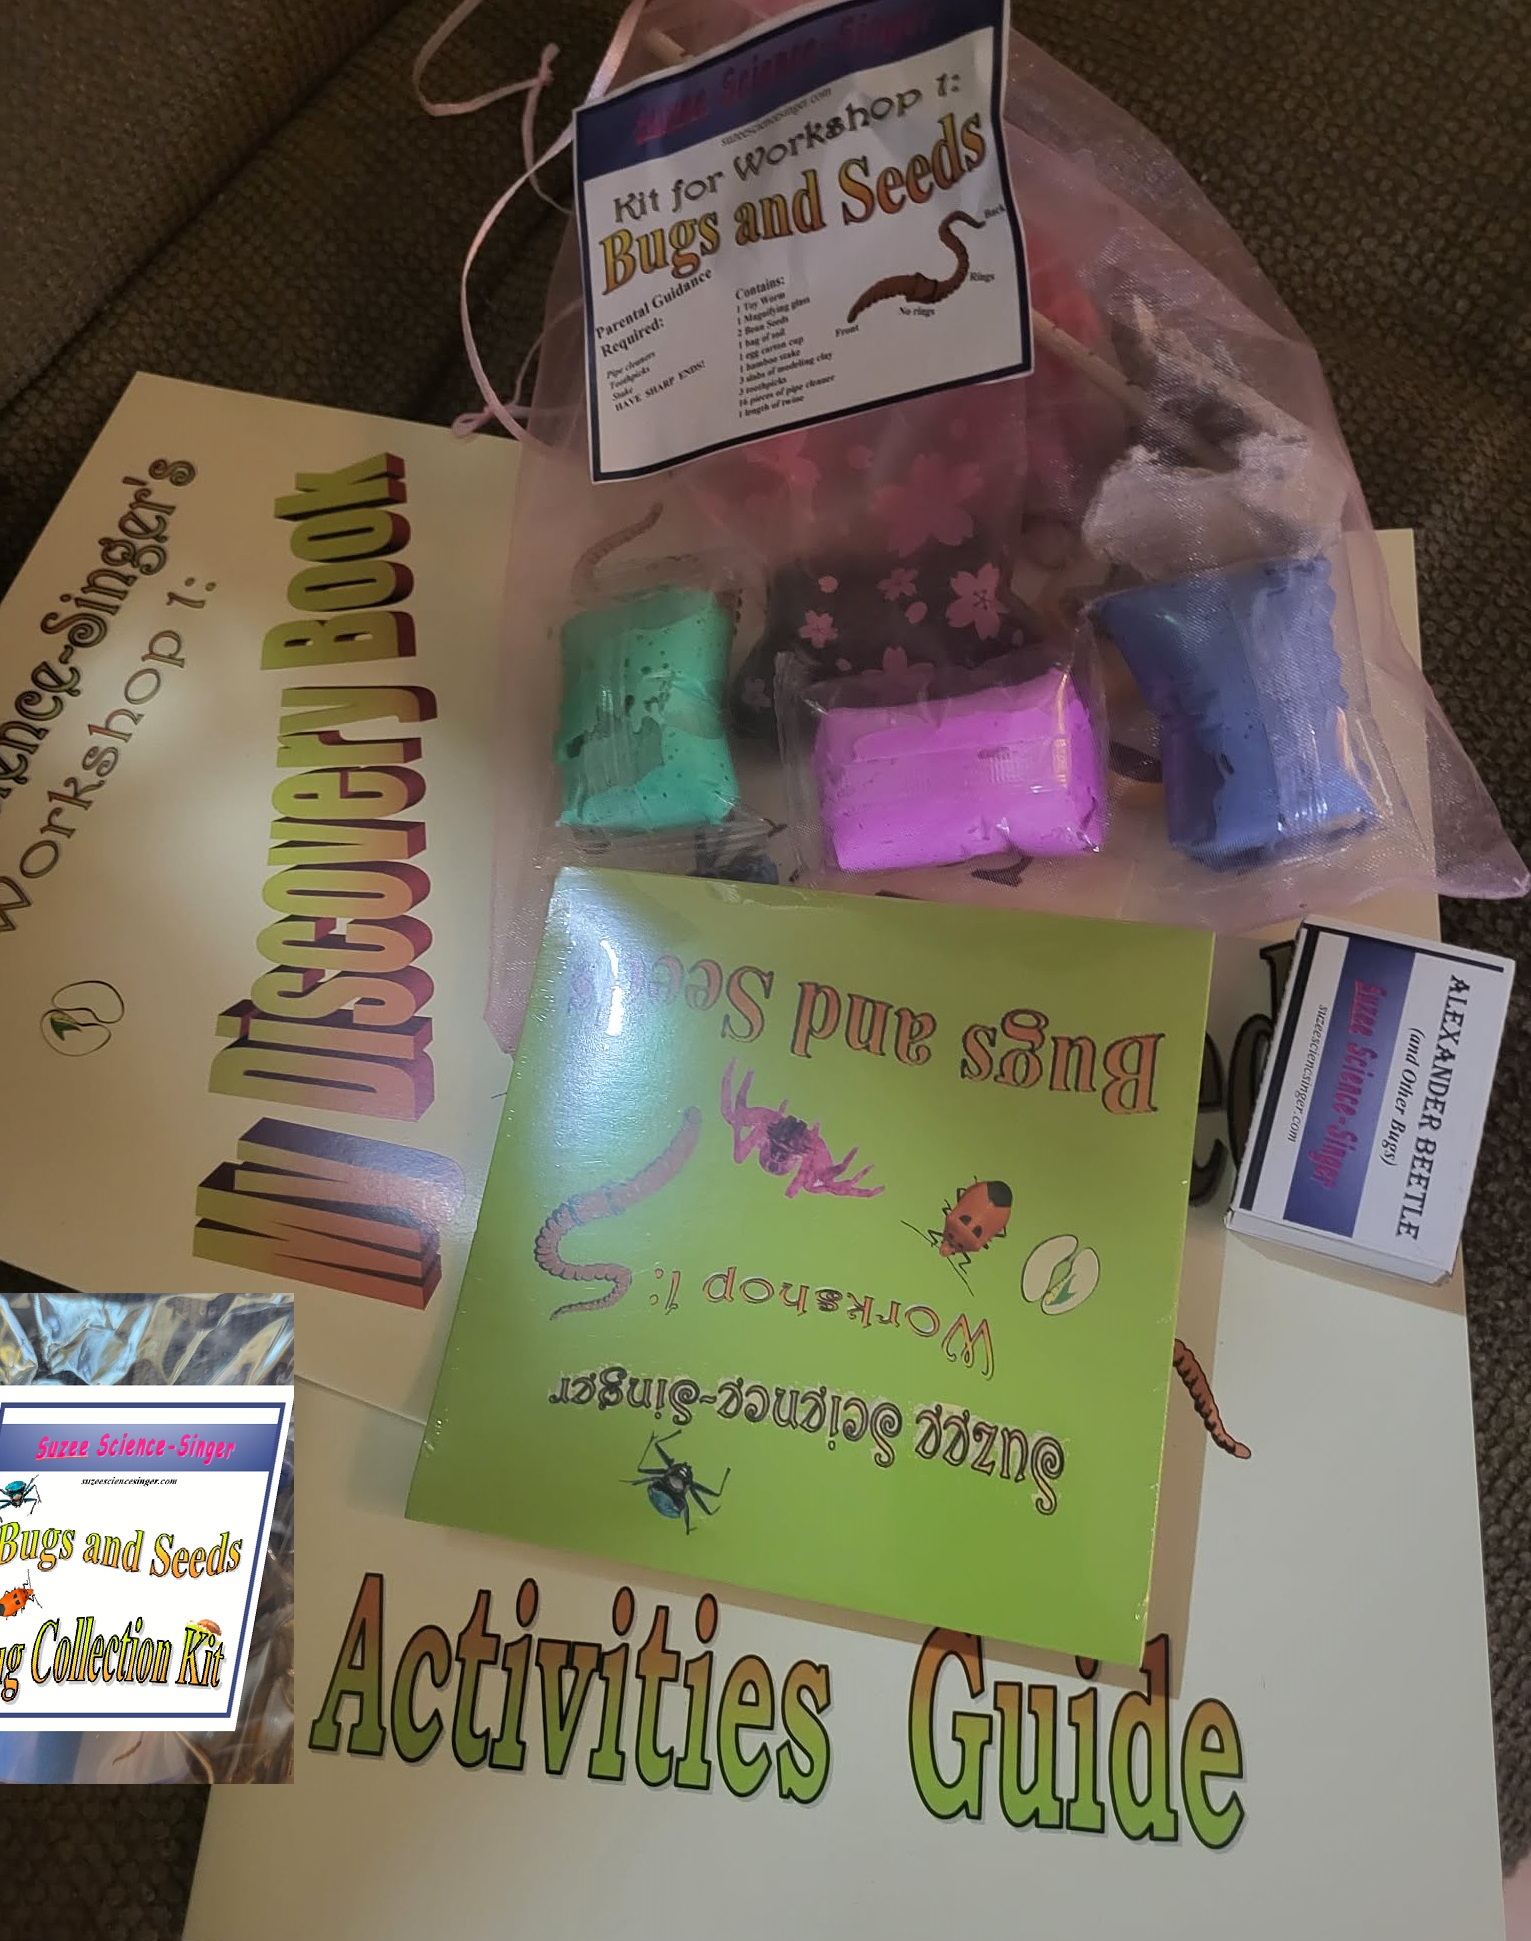 Suzee Science-Singer
suzeesciencesinger.com
Kit for Workshop 1:
Bugs and Seeds
Parental Guidance
Required:
Pipe cleaners
Toothpicks
Stake
HAVE SHARP ENDS!
Contains:
1 Toy Worm
1 Magnifying glass
2 Bean Seeds
1 bag of soil
1 egg carton cup
1 bamboo stake
3 slabs of modeling clay
3 toothpicks
16 pieces of pipe cleaner
1 length of twine
Back
Rings
No rings
Front
ence-Singer's
Workshop 1:
My Discovery Book
Suzee Science-Singer
Workshop 1:
Bugs and Seeds
ALEXANDER BEETLE
(and Other Bugs)
Suzee Science-Singer
suzeesciencesinger.com
Suzee Science-Singer
suzeesciencesinger.com
Bugs and Seeds
ug Collection Kit
Activities Guide